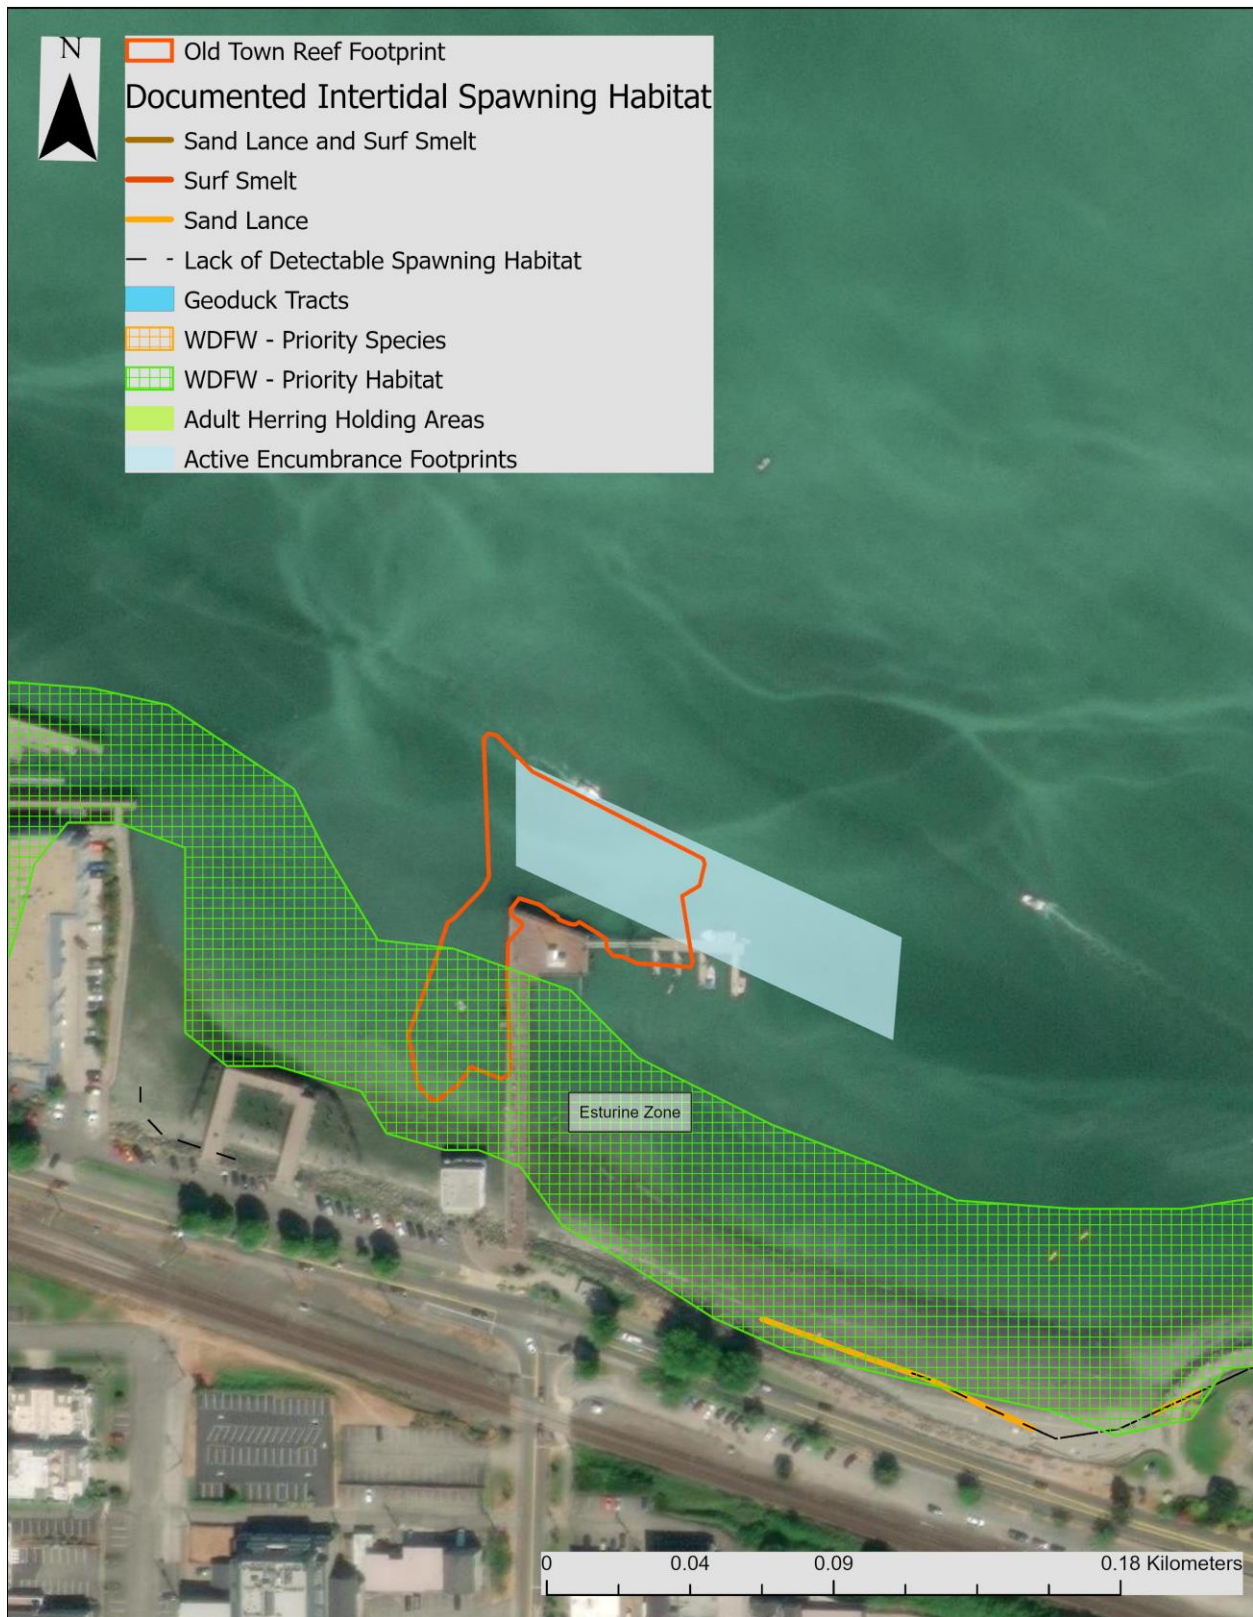 N
Old Town Reef Footprint
Documented Intertidal Spawning Habitat
Sand Lance and Surf Smelt
Surf Smelt
Sand Lance
Lack of Detectable Spawning Habitat
Geoduck Tracts
WDFW - Priority Species
WDFW - Priority Habitat
Adult Herring Holding Areas
Active Encumbrance Footprints
Esturine Zone
0 0.04 0.09 0.18 Kilometers